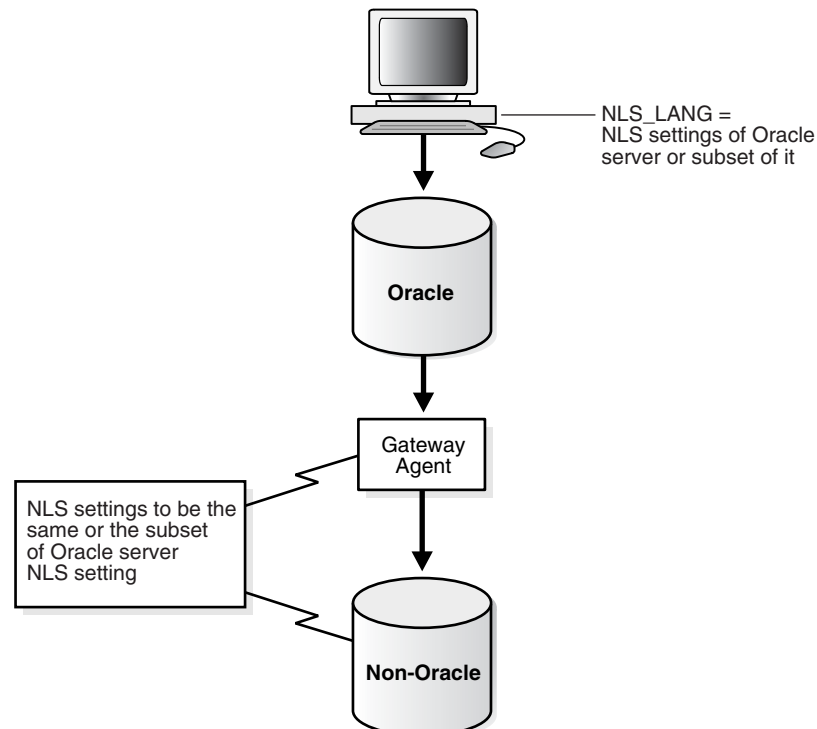 NLS_LANG =
NLS settings of Oracle
server or subset of it
Oracle
Gateway
Agent
NLS settings to be the
same or the subset
of Oracle server
NLS setting
Non-Oracle